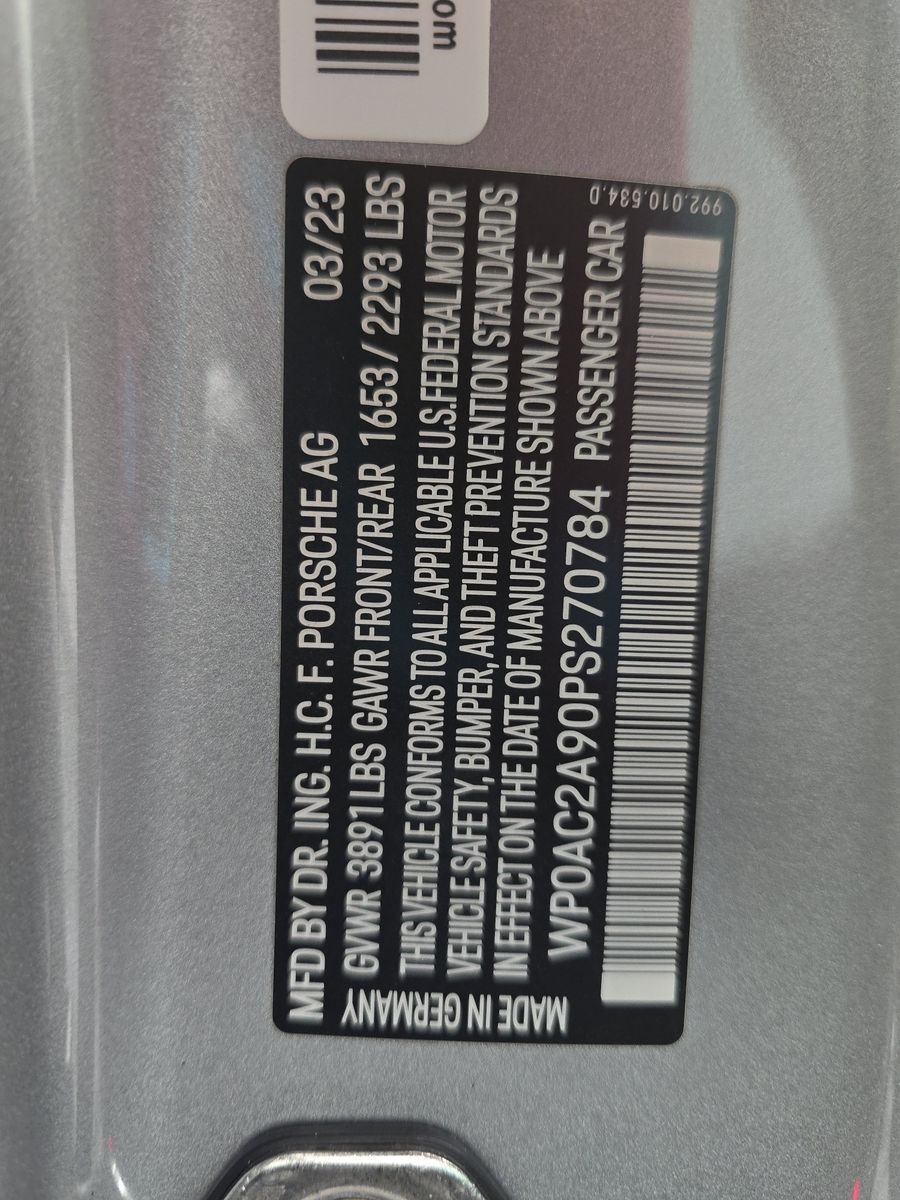 om
MFD BY DR. ING. H.C. F. PORSCHE AG 03/23
GVWR 3891 LBS GAWR FRONT/REAR 1653 / 2293 LBS
THIS VEHICLE CONFORMS TO ALL APPLICABLE U.S. FEDERAL MOTOR
VEHICLE SAFETY, BUMPER, AND THEFT PREVENTION STANDARDS
IN EFFECT ON THE DATE OF MANUFACTURE SHOWN ABOVE
WP0AC2A90PS270784 PASSENGER CAR
MADE IN GERMANY
992.010.534.D